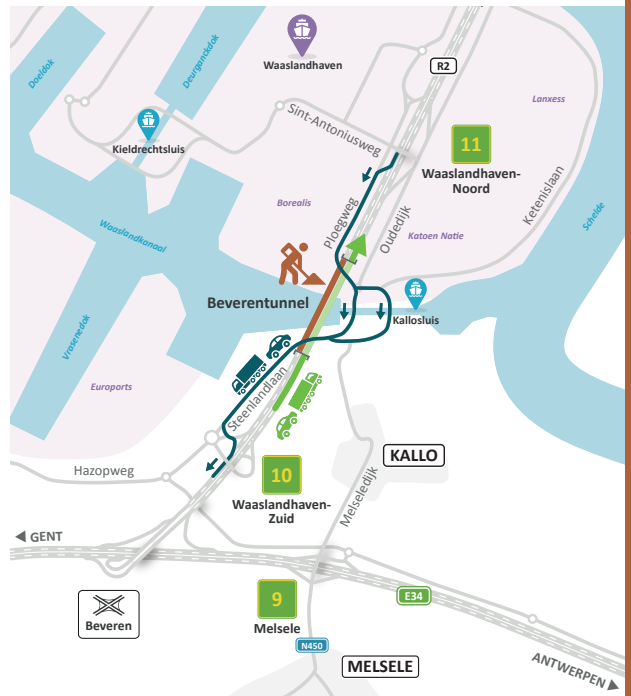 Waaslandhaven
R2
Doeldok
Deurganckdok
Lanxess
Sint-Antoniusweg
11
Kieldrechtsluis
Waaslandhaven-
Noord
Ketenislaan
Borealis
Ploegweg
Oudedijk
Schelde
Waaslandkanaal
Katoen Natie
Beverentunnel
Kallosluis
Vrasenedok
Euroports
Steenlandlaan
KALLO
Hazopweg
10
Melseledijk
Waaslandhaven-
Zuid
GENT
9
E34
Beveren
Melsele
N450
MELSELE
ANTWERPEN